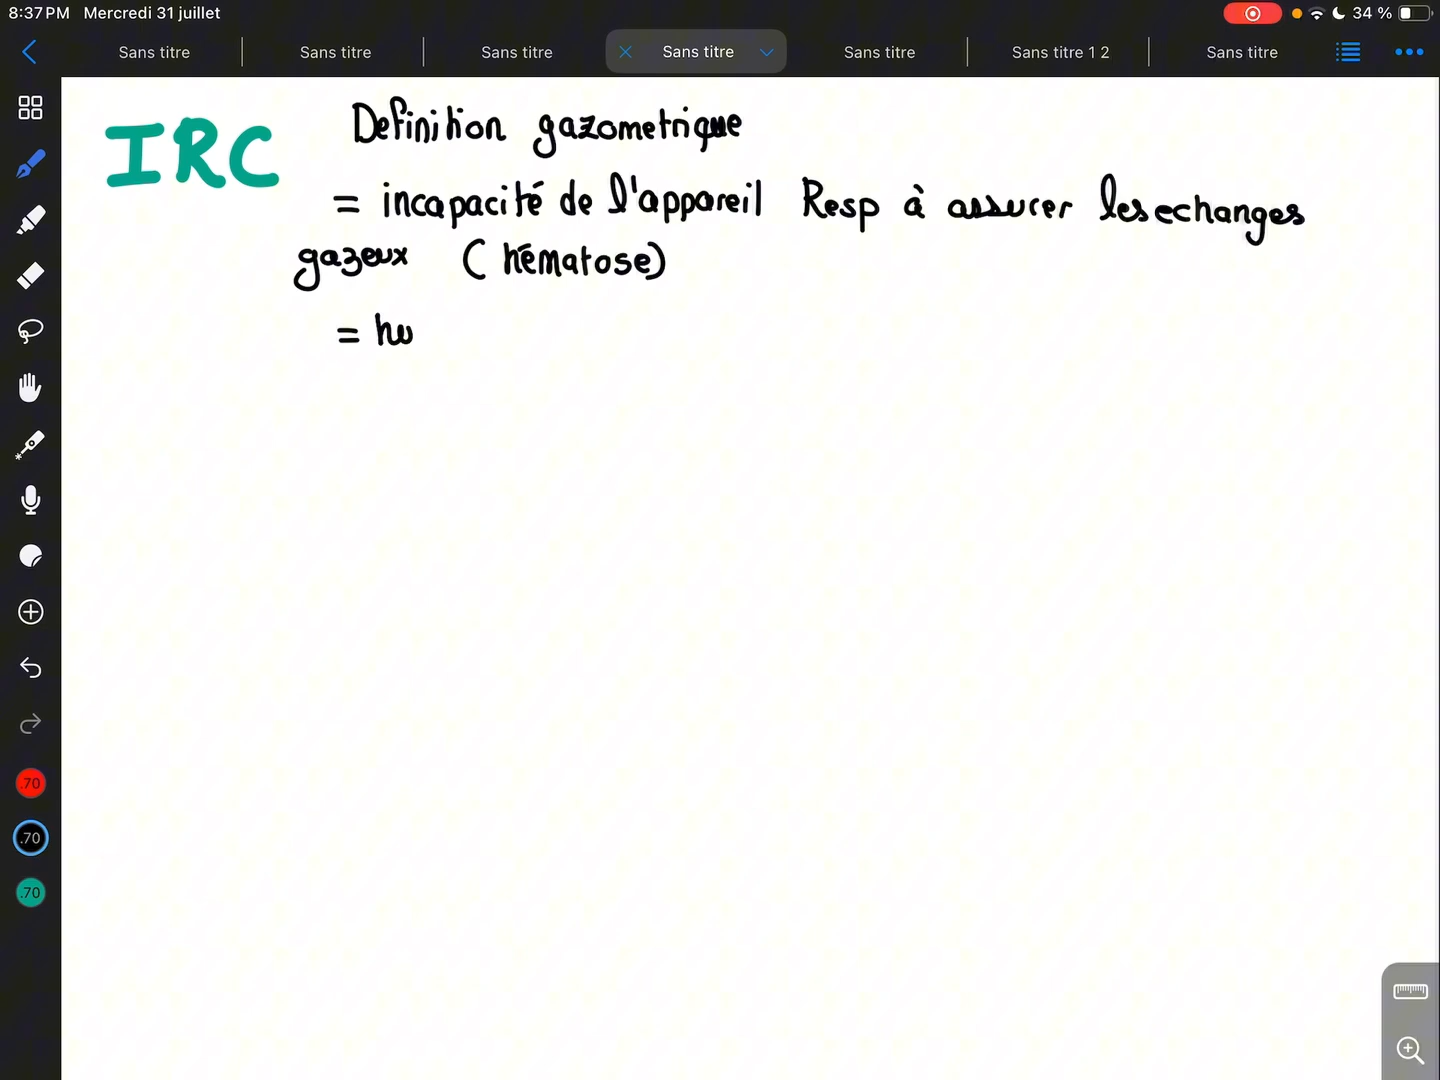 8:37 PM Mercredi 31 juillet 34 %
Sans titre Sans titre Sans titre Sans titre Sans titre Sans titre 1 2 Sans titre
IRC Definition gazometrique
= incapacité de l'appareil Resp à assurer les echanges
gazeux (hématose)
=
.70
.70
.70